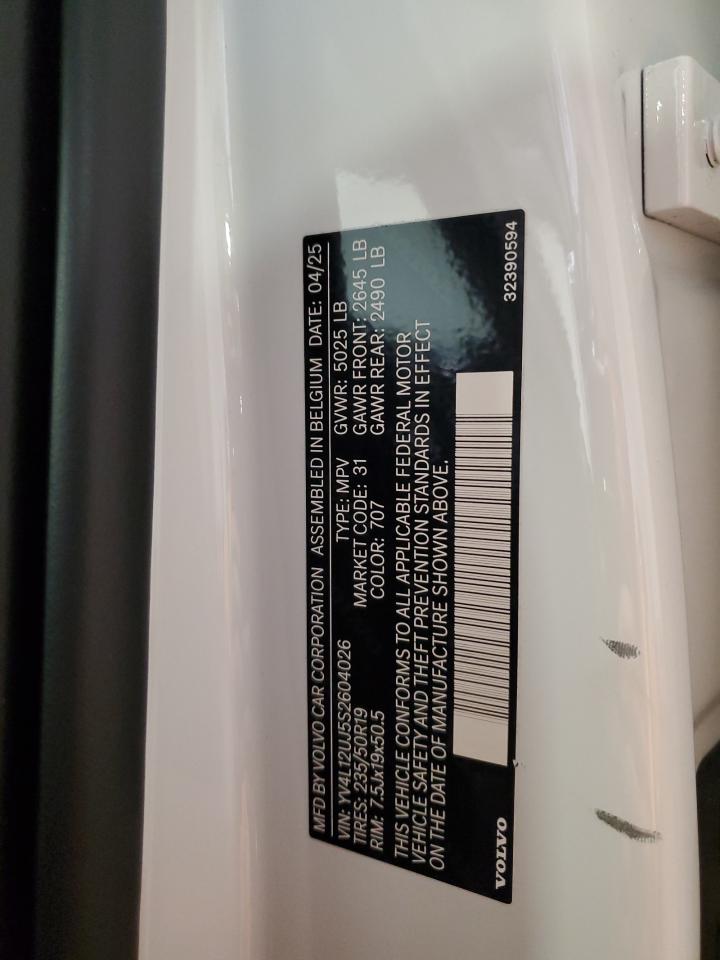 MFD BY VOLVO CAR CORPORATION ASSEMBLED IN BELGIUM DATE: 04/25
VIN: YV4L12UU5S2604026 TYPE: MPV GVWR: 5025 LB
TIRES: 235/50R19 MARKET CODE: 31 GAWR FRONT: 2645 LB
RIM: 7.5Jx19x50.5 COLOR: 707 GAWR REAR: 2490 LB
THIS VEHICLE CONFORMS TO ALL APPLICABLE FEDERAL MOTOR
VEHICLE SAFETY AND THEFT PREVENTION STANDARDS IN EFFECT
ON THE DATE OF MANUFACTURE SHOWN ABOVE.
VOLVO 32390594